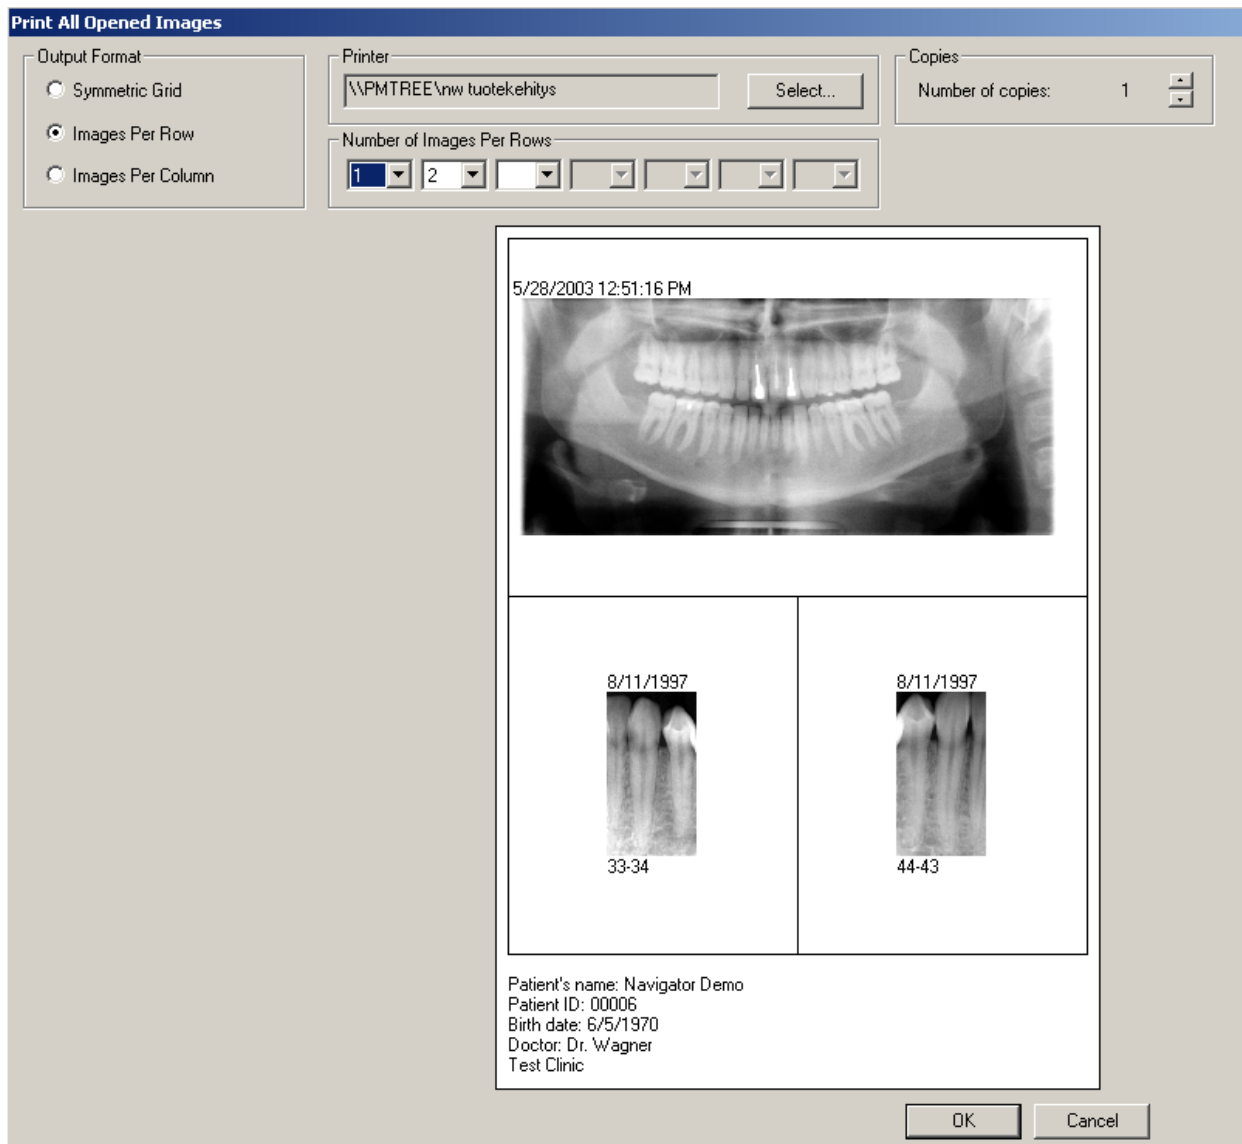 Print All Opened Images
Output Format
Symmetric Grid
Images Per Row
Images Per Column
Printer
\\PMTREE\nw tuotekehitys
Select...
Number of Images Per Rows
1 2
Copies
Number of copies: 1
5/28/2003 12:51:16 PM
8/11/1997
33-34
8/11/1997
44-43
Patient's name: Navigator Demo
Patient ID: 00006
Birth date: 6/5/1970
Doctor: Dr. Wagner
Test Clinic
OK Cancel